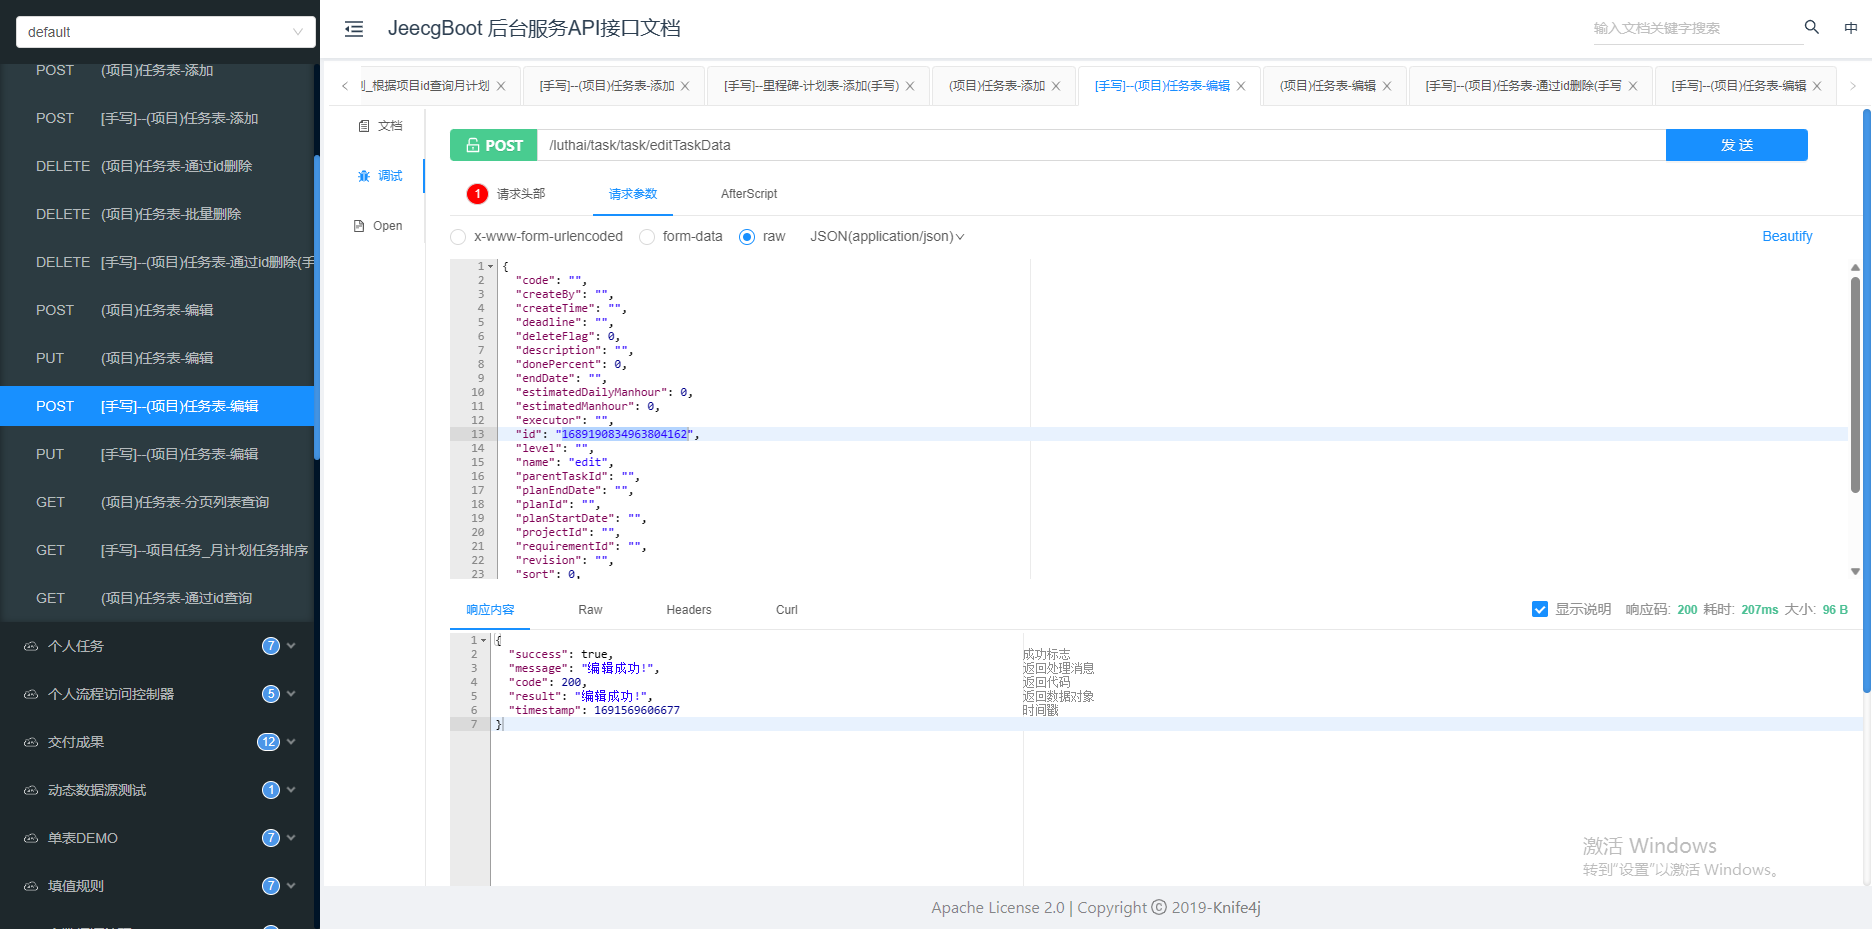 default
JeecgBoot 后台服务API接口文档
输入文档关键字搜索
中
POST (项目)任务表-添加
POST [手写]--(项目)任务表-添加
DELETE (项目)任务表-通过id删除
DELETE (项目)任务表-批量删除
DELETE [手写]--(项目)任务表-通过id删除(手
POST (项目)任务表-编辑
PUT (项目)任务表-编辑
POST [手写]--(项目)任务表-编辑
PUT [手写]--(项目)任务表-编辑
GET (项目)任务表-分页列表查询
GET [手写]--项目任务_月计划任务排序
GET (项目)任务表-通过id查询
个人任务 7
个人流程访问控制器 5
交付成果 12
动态数据源测试 1
单表DEMO 7
填值规则 7
_根据项目id查询月计划
[手写]--(项目)任务表-添加
[手写]--里程碑-计划表-添加(手写)
(项目)任务表-添加
[手写]--(项目)任务表-编辑
(项目)任务表-编辑
[手写]--(项目)任务表-通过id删除(手写
[手写]--(项目)任务表-编辑
文档
调试
Open
POST /luthai/task/task/editTaskData 发 送
1 请求头部 请求参数 AfterScript
x-www-form-urlencoded form-data raw JSON(application/json) Beautify
1 {
2 "code": "",
3 "createBy": "",
4 "createTime": "",
5 "deadline": "",
6 "deleteFlag": 0,
7 "description": "",
8 "donePercent": 0,
9 "endDate": "",
10 "estimatedDailyManhour": 0,
11 "estimatedManhour": 0,
12 "executor": "",
13 "id": "1689190834963804162",
14 "level": "",
15 "name": "edit",
16 "parentTaskId": "",
17 "planEndDate": "",
18 "planId": "",
19 "planStartDate": "",
20 "projectId": "",
21 "requirementId": "",
22 "revision": "",
23 "sort": 0,
响应内容 Raw Headers Curl
显示说明 响应码: 200 耗时: 207ms 大小: 96 B
1 {
2 "success": true, 成功标志
3 "message": "编辑成功!", 返回处理消息
4 "code": 200, 返回代码
5 "result": "编辑成功!", 返回数据对象
6 "timestamp": 1691569606677 时间戳
7 }
激活 Windows
转到“设置”以激活 Windows。
Apache License 2.0 | Copyright © 2019-Knife4j